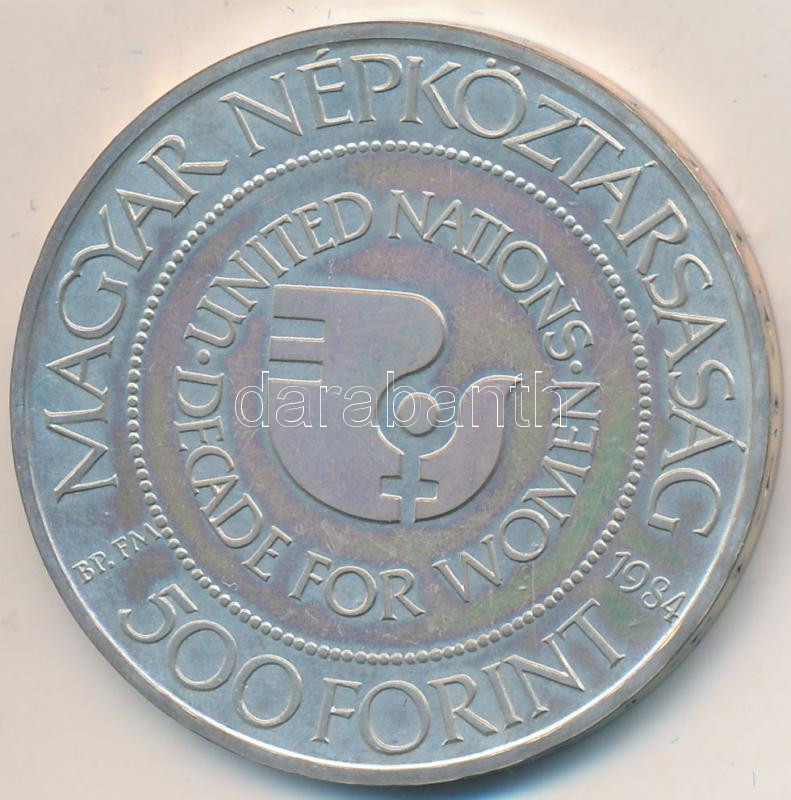 MAGYAR NÉPKÖZTÁRSASÁG
UNITED NATIONS ·
DECADE FOR WOMEN ·
BP. FM
1984
500 FORINT
darabanth